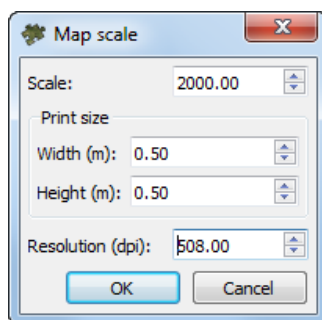 Map scale
Scale: 2000.00
Print size
Width (m): 0.50
Height (m): 0.50
Resolution (dpi): 508.00
OK Cancel